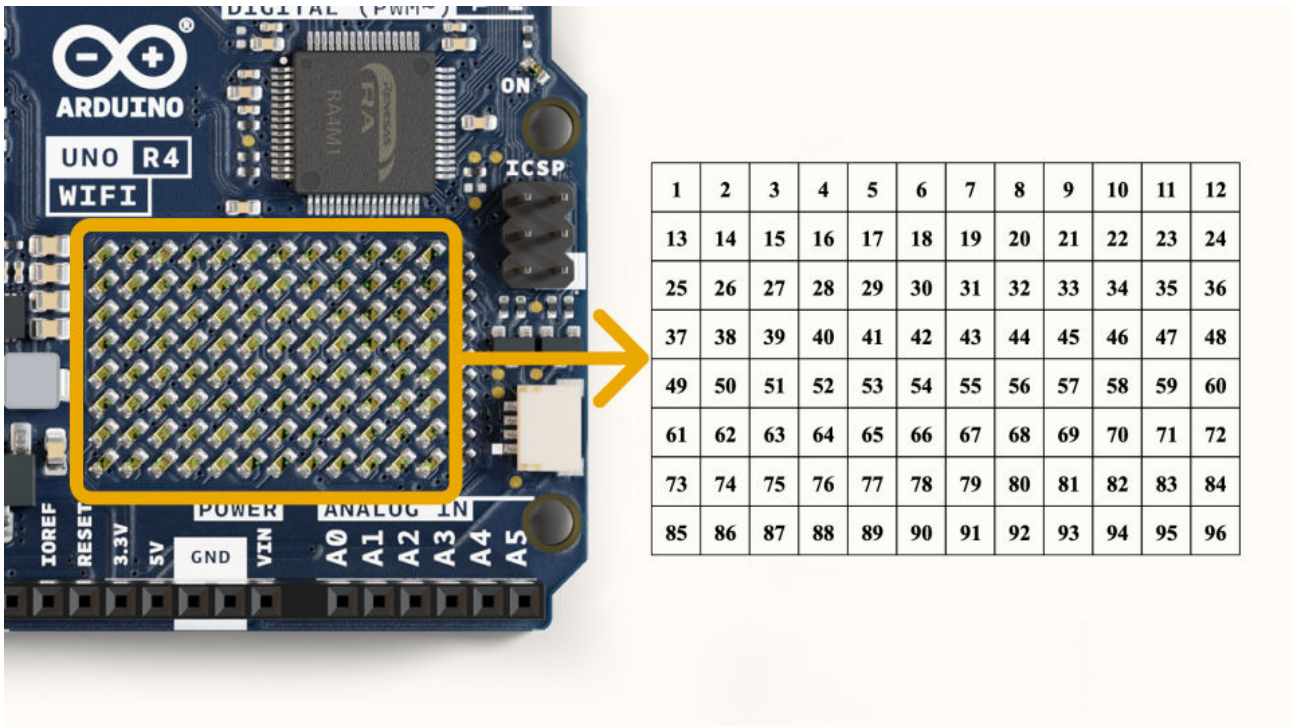 DIGITAL (PWM~)
®
ARDUINO
ON
RENESAS
RA
RA4M1
UNO R4
WIFI
ICSP
1 2 3 4 5 6 7 8 9 10 11 12
13 14 15 16 17 18 19 20 21 22 23 24
25 26 27 28 29 30 31 32 33 34 35 36
37 38 39 40 41 42 43 44 45 46 47 48
49 50 51 52 53 54 55 56 57 58 59 60
61 62 63 64 65 66 67 68 69 70 71 72
73 74 75 76 77 78 79 80 81 82 83 84
85 86 87 88 89 90 91 92 93 94 95 96
POWER
ANALOG IN
IOREF
RESET
3.3V
5V
GND
VIN
A0
A1
A2
A3
A4
A5